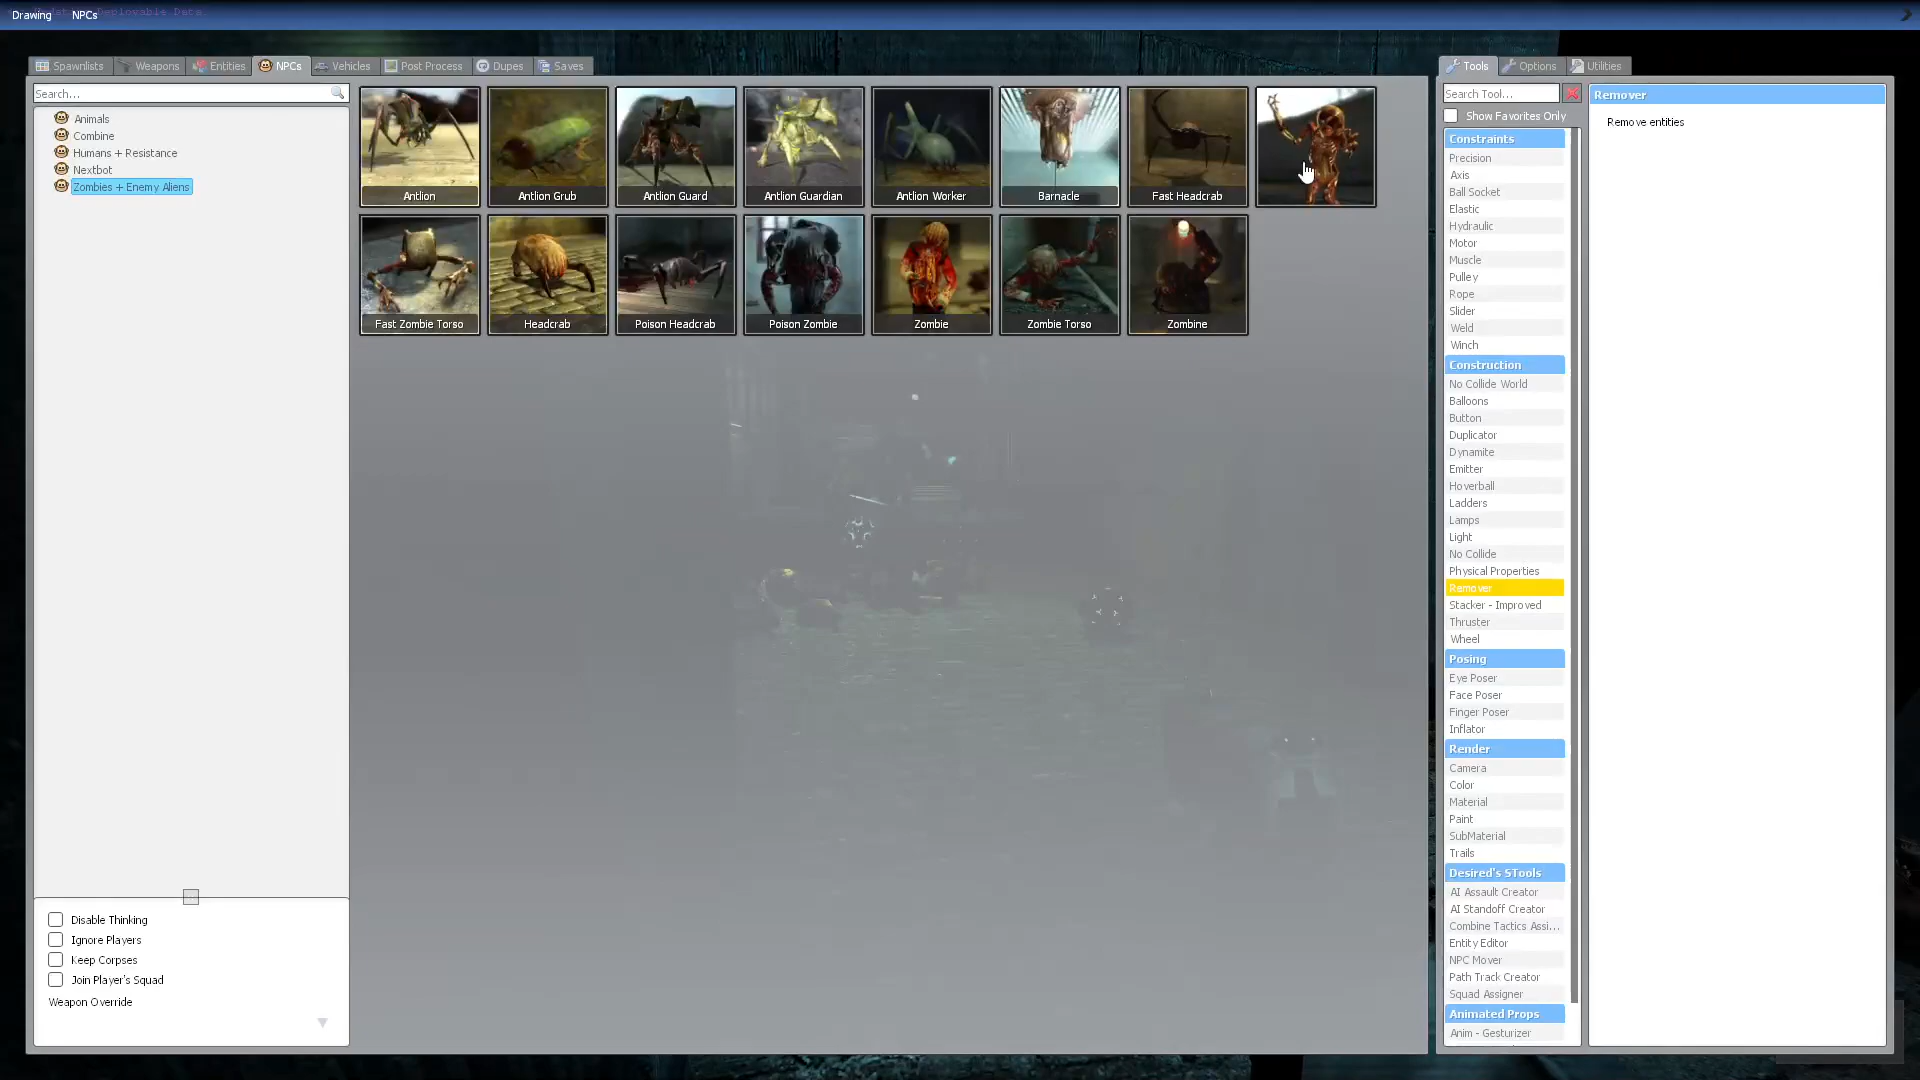 Drawing NPCs
Spawnlists Weapons Entities NPCs Vehicles Post Process Dupes Saves
Tools Option Utilities
Search...
Animals
Combine
Humans + Resistance
Nextbot
Zombies + Enemy Aliens
Antlion Antlion Grub Antlion Guard Antlion Guardian Antlion Worker Barnacle Fast Headcrab
Fast Zombie Torso Headcrab Poison Headcrab Poison Zombie Zombie Zombie Torso Zombine
Disable Thinking
Ignore Players
Keep Corpses
Join Player's Squad
Weapon Override
Search Tool...
Show Favorites Only
Constraints
Precision
Axis
Ball Socket
Elastic
Hydraulic
Motor
Muscle
Pulley
Rope
Slider
Weld
Winch
Construction
No Collide World
Balloons
Button
Duplicator
Dynamite
Emitter
Hoverball
Ladders
Lamps
Light
No Collide
Physical Properties
Remover
Stacker - Improved
Thruster
Wheel
Posing
Eye Poser
Face Poser
Finger Poser
Inflator
Render
Camera
Color
Material
Paint
SubMaterial
Trails
Desired's STools
AI Assault Creator
AI Standoff Creator
Combine Tactics Assi...
Entity Editor
NPC Mover
Path Track Creator
Squad Assigner
Animated Props
Anim - Gesturizer
Remover
Remove entities